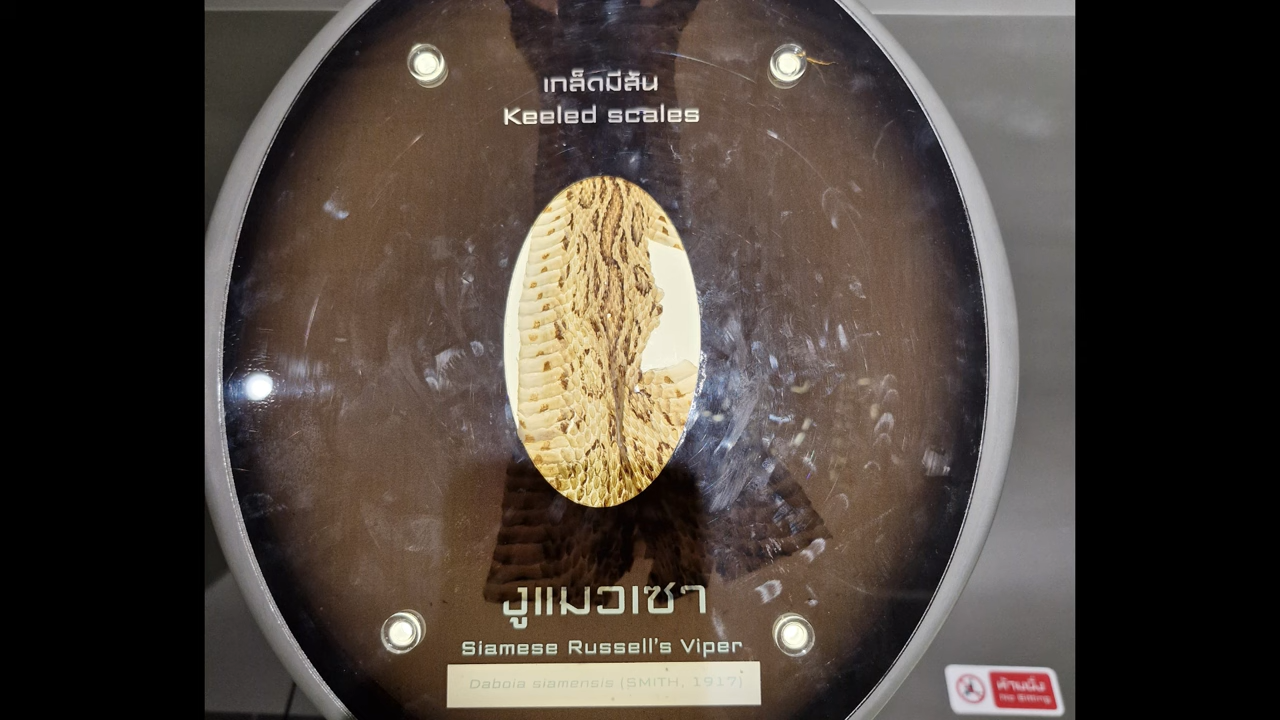 เกล็ดมีสัน
Keeled scales
งูแมวเซา
Siamese Russell's Viper
Daboia siamensis (SMITH, 1917)
ห้ามนั่ง
No Sitting